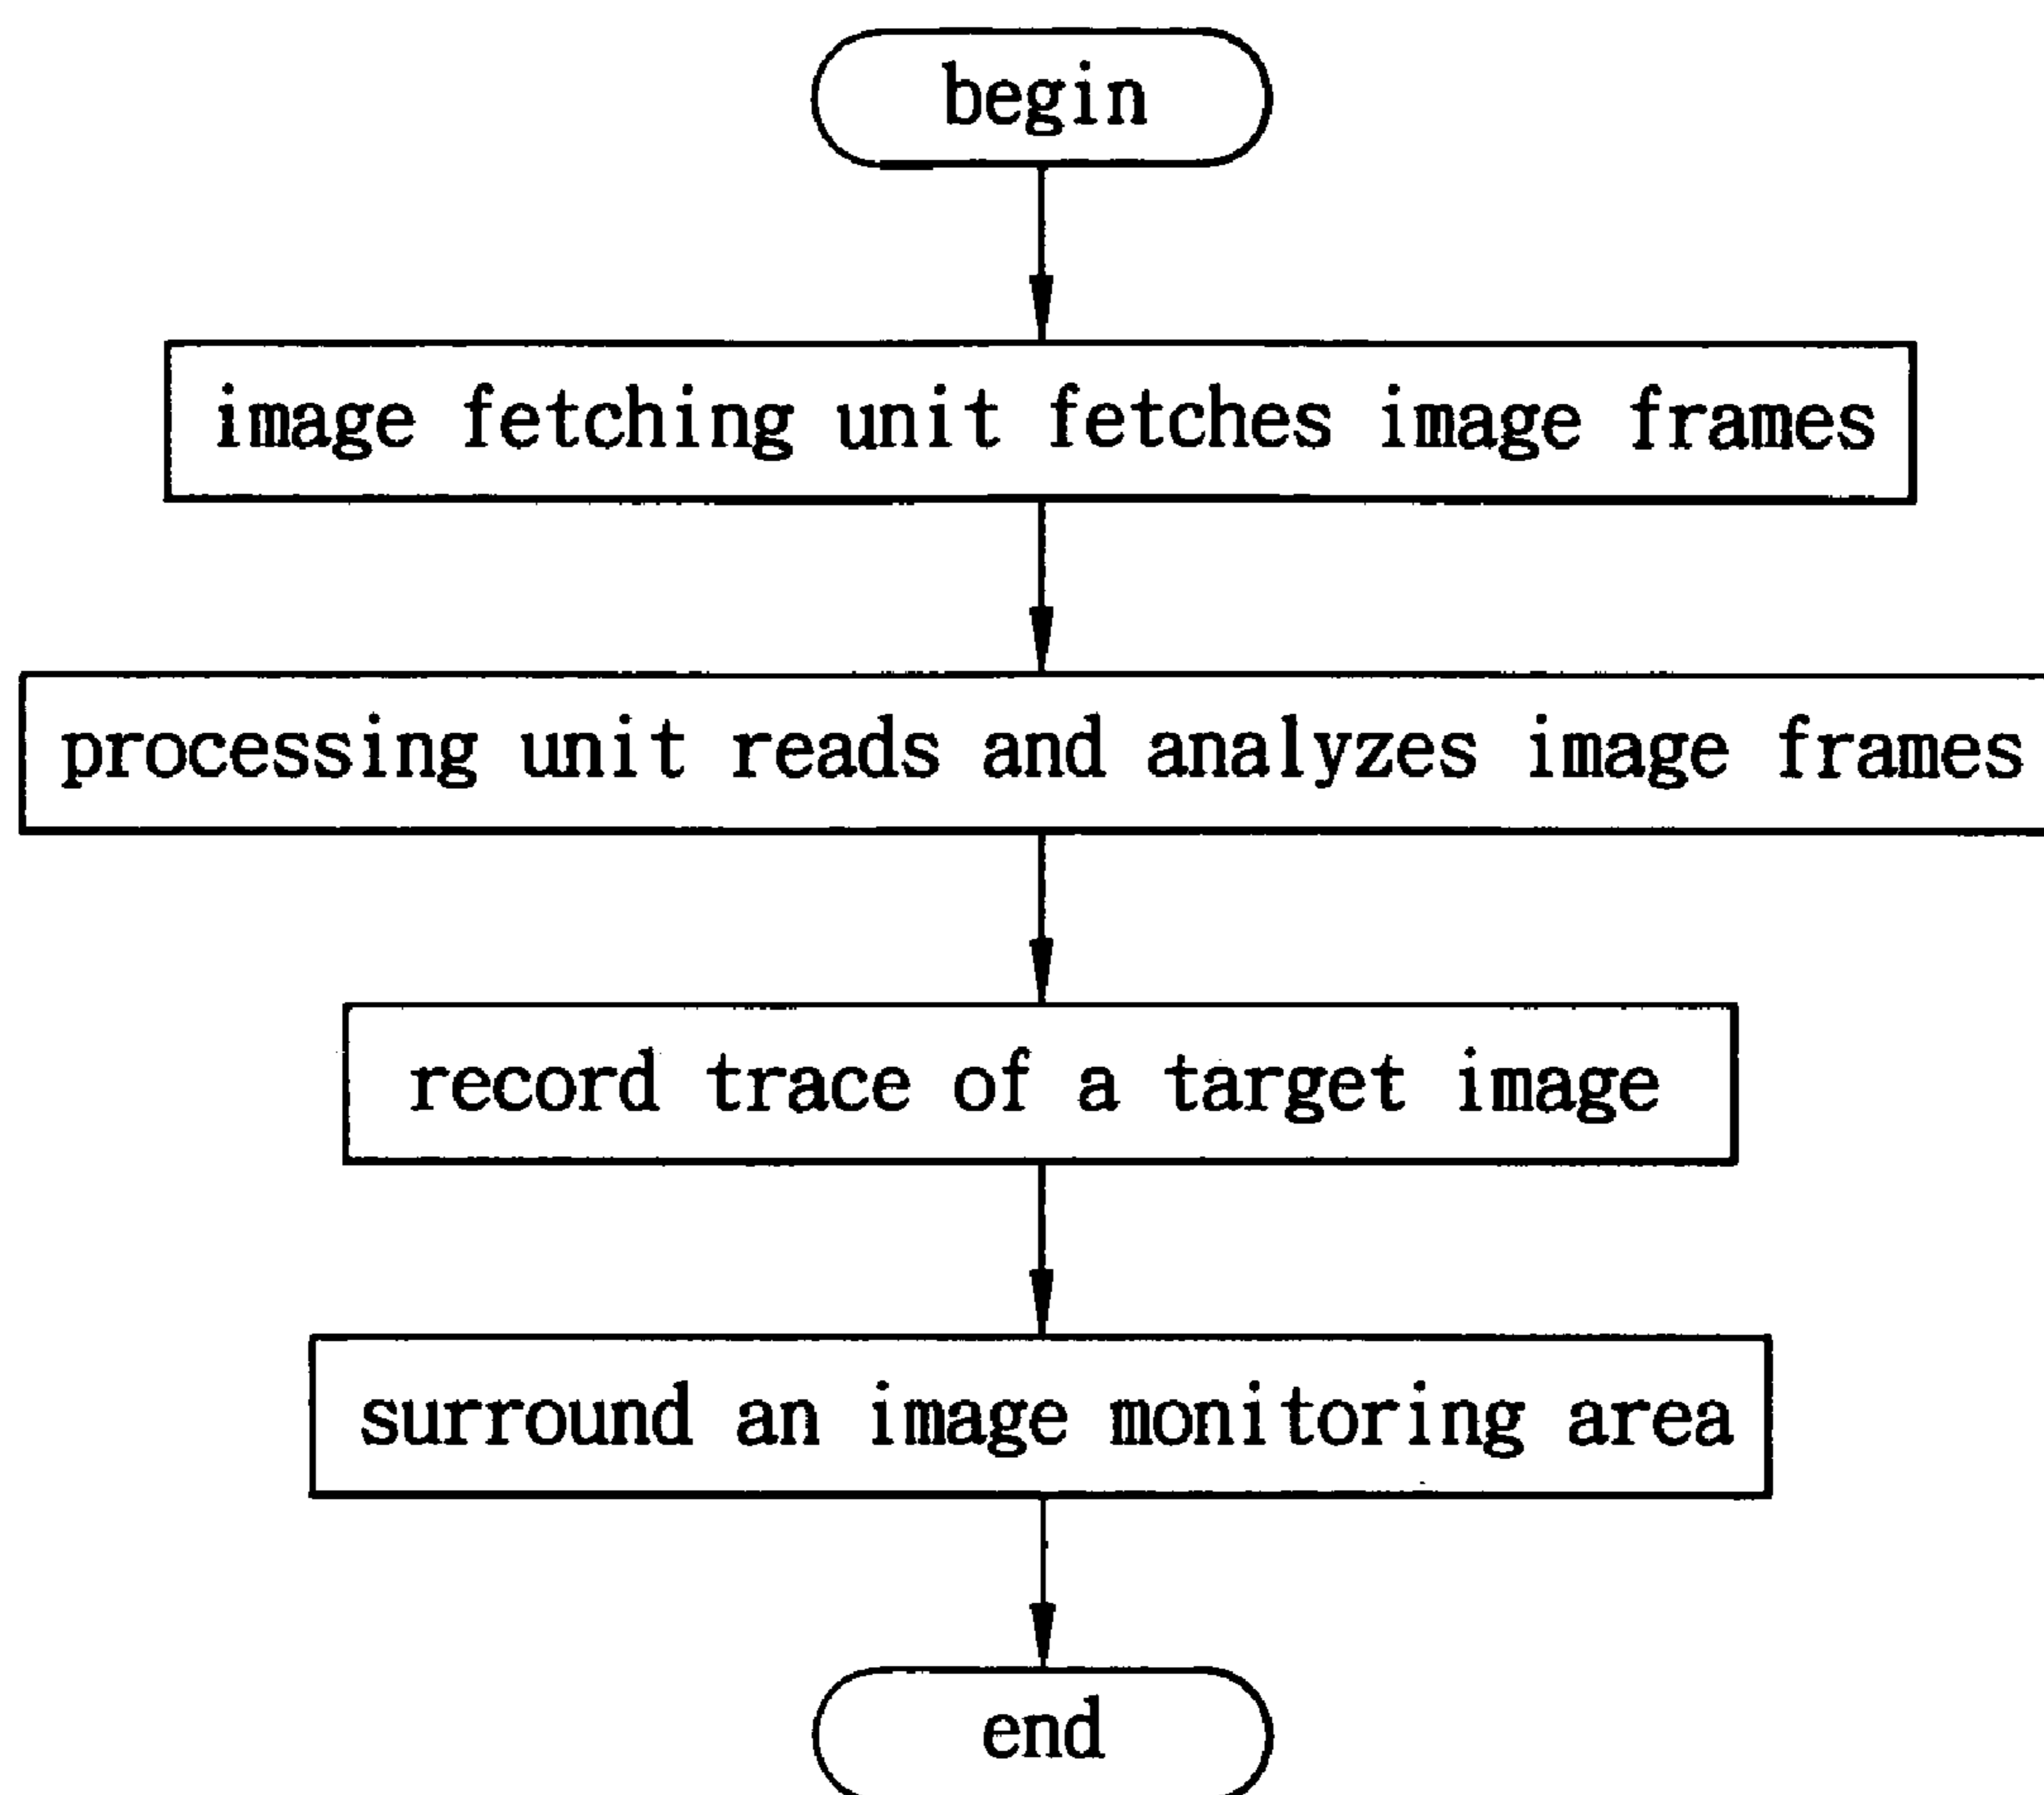 begin
image fetching unit fetches image frames
processing unit reads and analyzes image frames
record trace of a target image
surround an image monitoring area
end